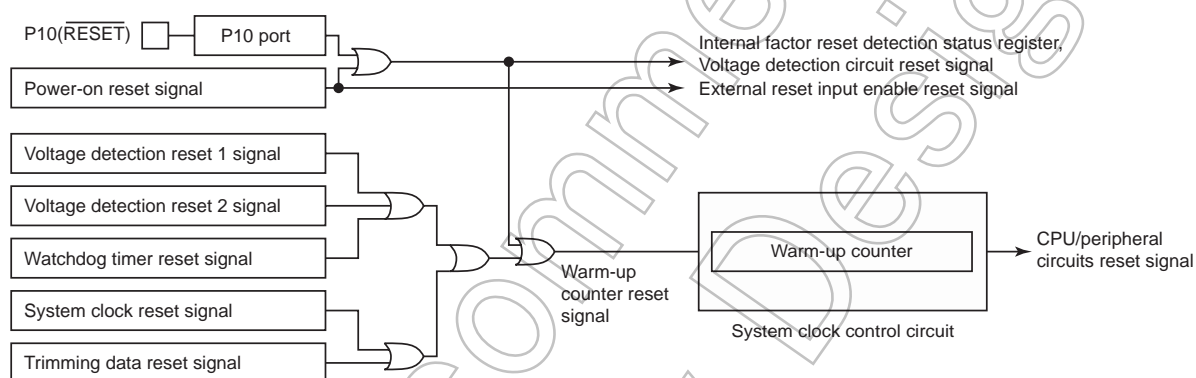 P10(RESET)
P10 port
Internal factor reset detection status register,
Voltage detection circuit reset signal
Power-on reset signal
External reset input enable reset signal
Voltage detection reset 1 signal
Voltage detection reset 2 signal
Watchdog timer reset signal
Warm-up counter
CPU/peripheral
circuits reset signal
Warm-up
counter reset
signal
System clock reset signal
System clock control circuit
Trimming data reset signal